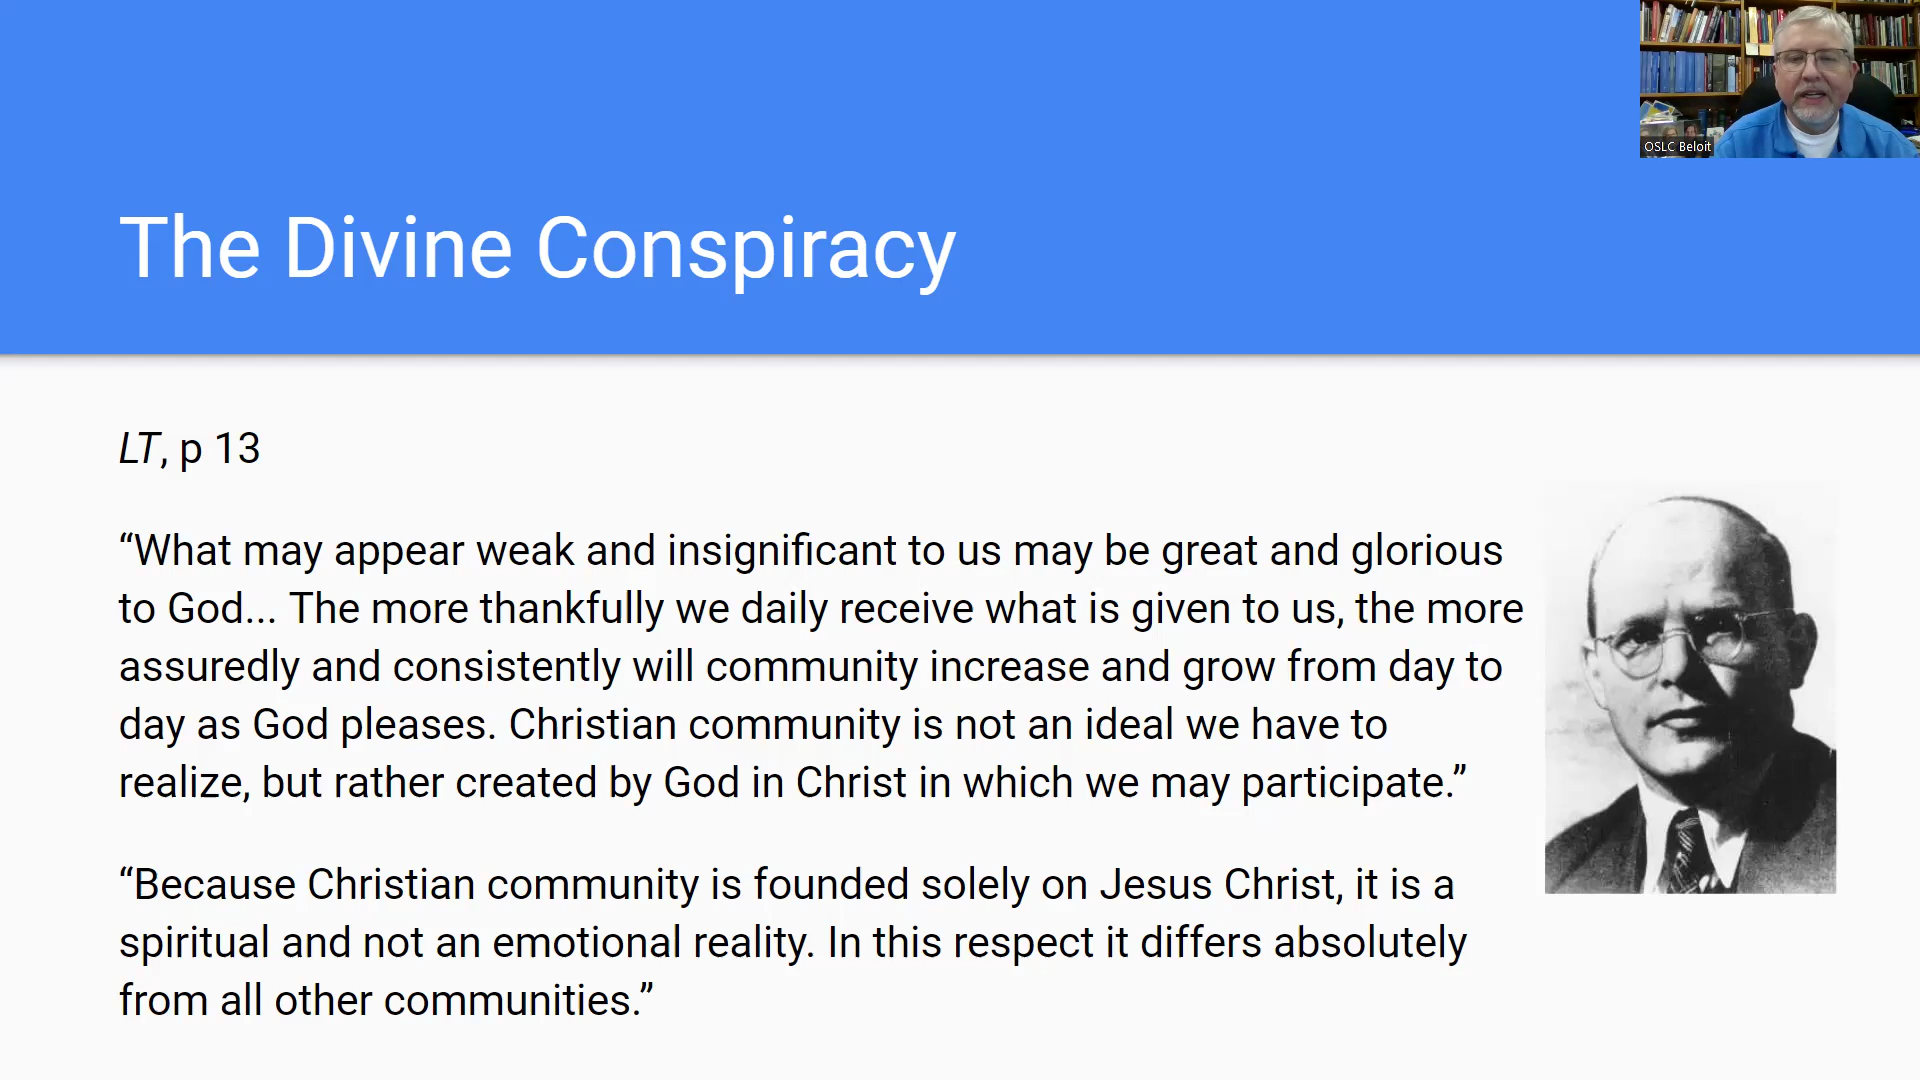 OSLC Beloit
The Divine Conspiracy
LT, p 13
“What may appear weak and insignificant to us may be great and glorious
to God... The more thankfully we daily receive what is given to us, the more
assuredly and consistently will community increase and grow from day to
day as God pleases. Christian community is not an ideal we have to
realize, but rather created by God in Christ in which we may participate.”
“Because Christian community is founded solely on Jesus Christ, it is a
spiritual and not an emotional reality. In this respect it differs absolutely
from all other communities.”